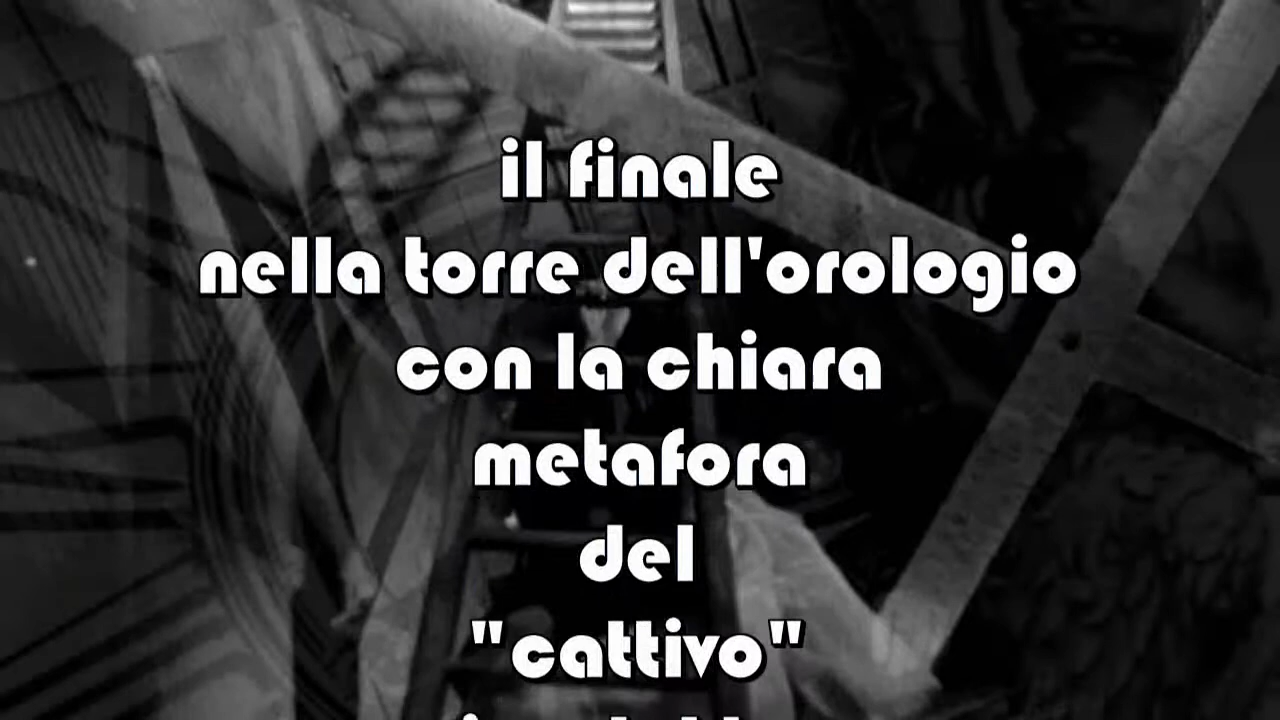 il finale
nella torre dell'orologio
con la chiara
metafora
del
"cattivo"